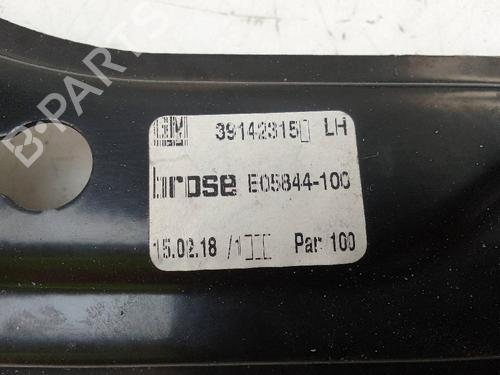 GM 39142315▯ LH
brose E05844-100
15.02.18 /1▯▯▯ Par 100
B-PARTS